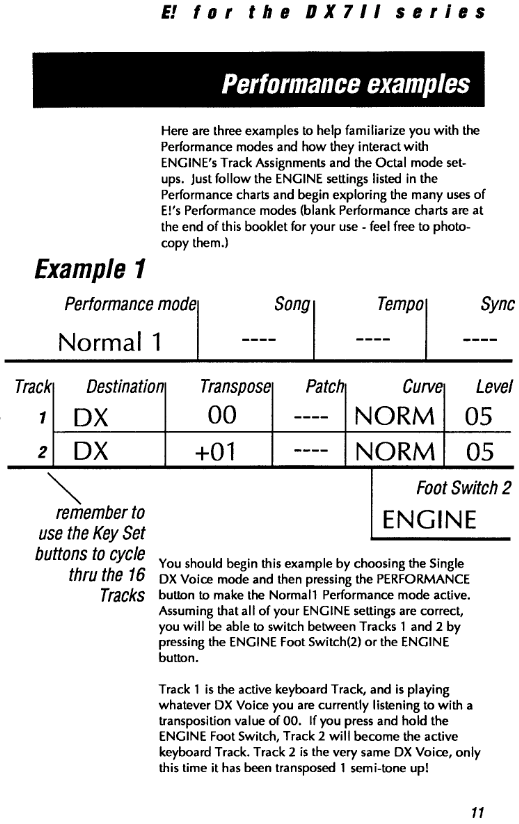 E! for the DX7II series
Performance examples
Here are three examples to help familiarize you with the
Performance modes and how they interact with
ENGINE's Track Assignments and the Octal mode set-
ups. Just follow the ENGINE settings listed in the
Performance charts and begin exploring the many uses of
E!'s Performance modes (blank Performance charts are at
the end of this booklet for your use - feel free to photo-
copy them.)
Example 1
Performance mode Song Tempo Sync
Normal 1 ---- ---- ----
Track Destination Transpose Patch Curve Level
1 DX 00 ---- NORM 05
2 DX +01 ---- NORM 05
Foot Switch 2
ENGINE
remember to
use the Key Set
buttons to cycle
thru the 16
Tracks
You should begin this example by choosing the Single
DX Voice mode and then pressing the PERFORMANCE
button to make the Normal1 Performance mode active.
Assuming that all of your ENGINE settings are correct,
you will be able to switch between Tracks 1 and 2 by
pressing the ENGINE Foot Switch(2) or the ENGINE
button.
Track 1 is the active keyboard Track, and is playing
whatever DX Voice you are currently listening to with a
transposition value of 00. If you press and hold the
ENGINE Foot Switch, Track 2 will become the active
keyboard Track. Track 2 is the very same DX Voice, only
this time it has been transposed 1 semi-tone up!
11